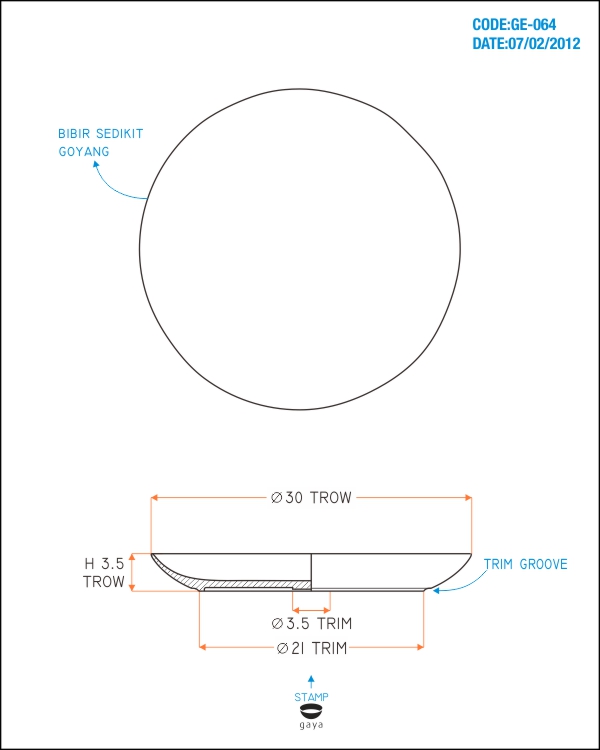 CODE:GE-064
DATE:07/02/2012
BIBIR SEDIKIT
GOYANG
Ø30 TROW
H 3.5
TROW
TRIM GROOVE
Ø3.5 TRIM
Ø21 TRIM
STAMP
gaya